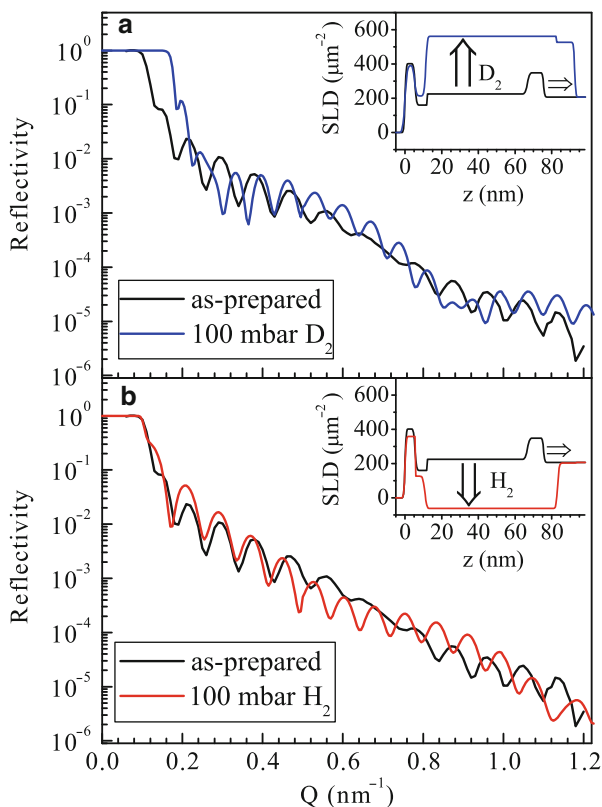 a
Reflectivity
10⁰
10⁻¹
10⁻²
10⁻³
10⁻⁴
10⁻⁵
10⁻⁶
as-prepared
100 mbar D₂
SLD (μm⁻²)
600
400
200
0
D₂
0 20 40 60 80
z (nm)
b
Reflectivity
10⁰
10⁻¹
10⁻²
10⁻³
10⁻⁴
10⁻⁵
10⁻⁶
as-prepared
100 mbar H₂
SLD (μm⁻²)
600
400
200
0
H₂
0 20 40 60 80
z (nm)
0.0 0.2 0.4 0.6 0.8 1.0 1.2
Q (nm⁻¹)